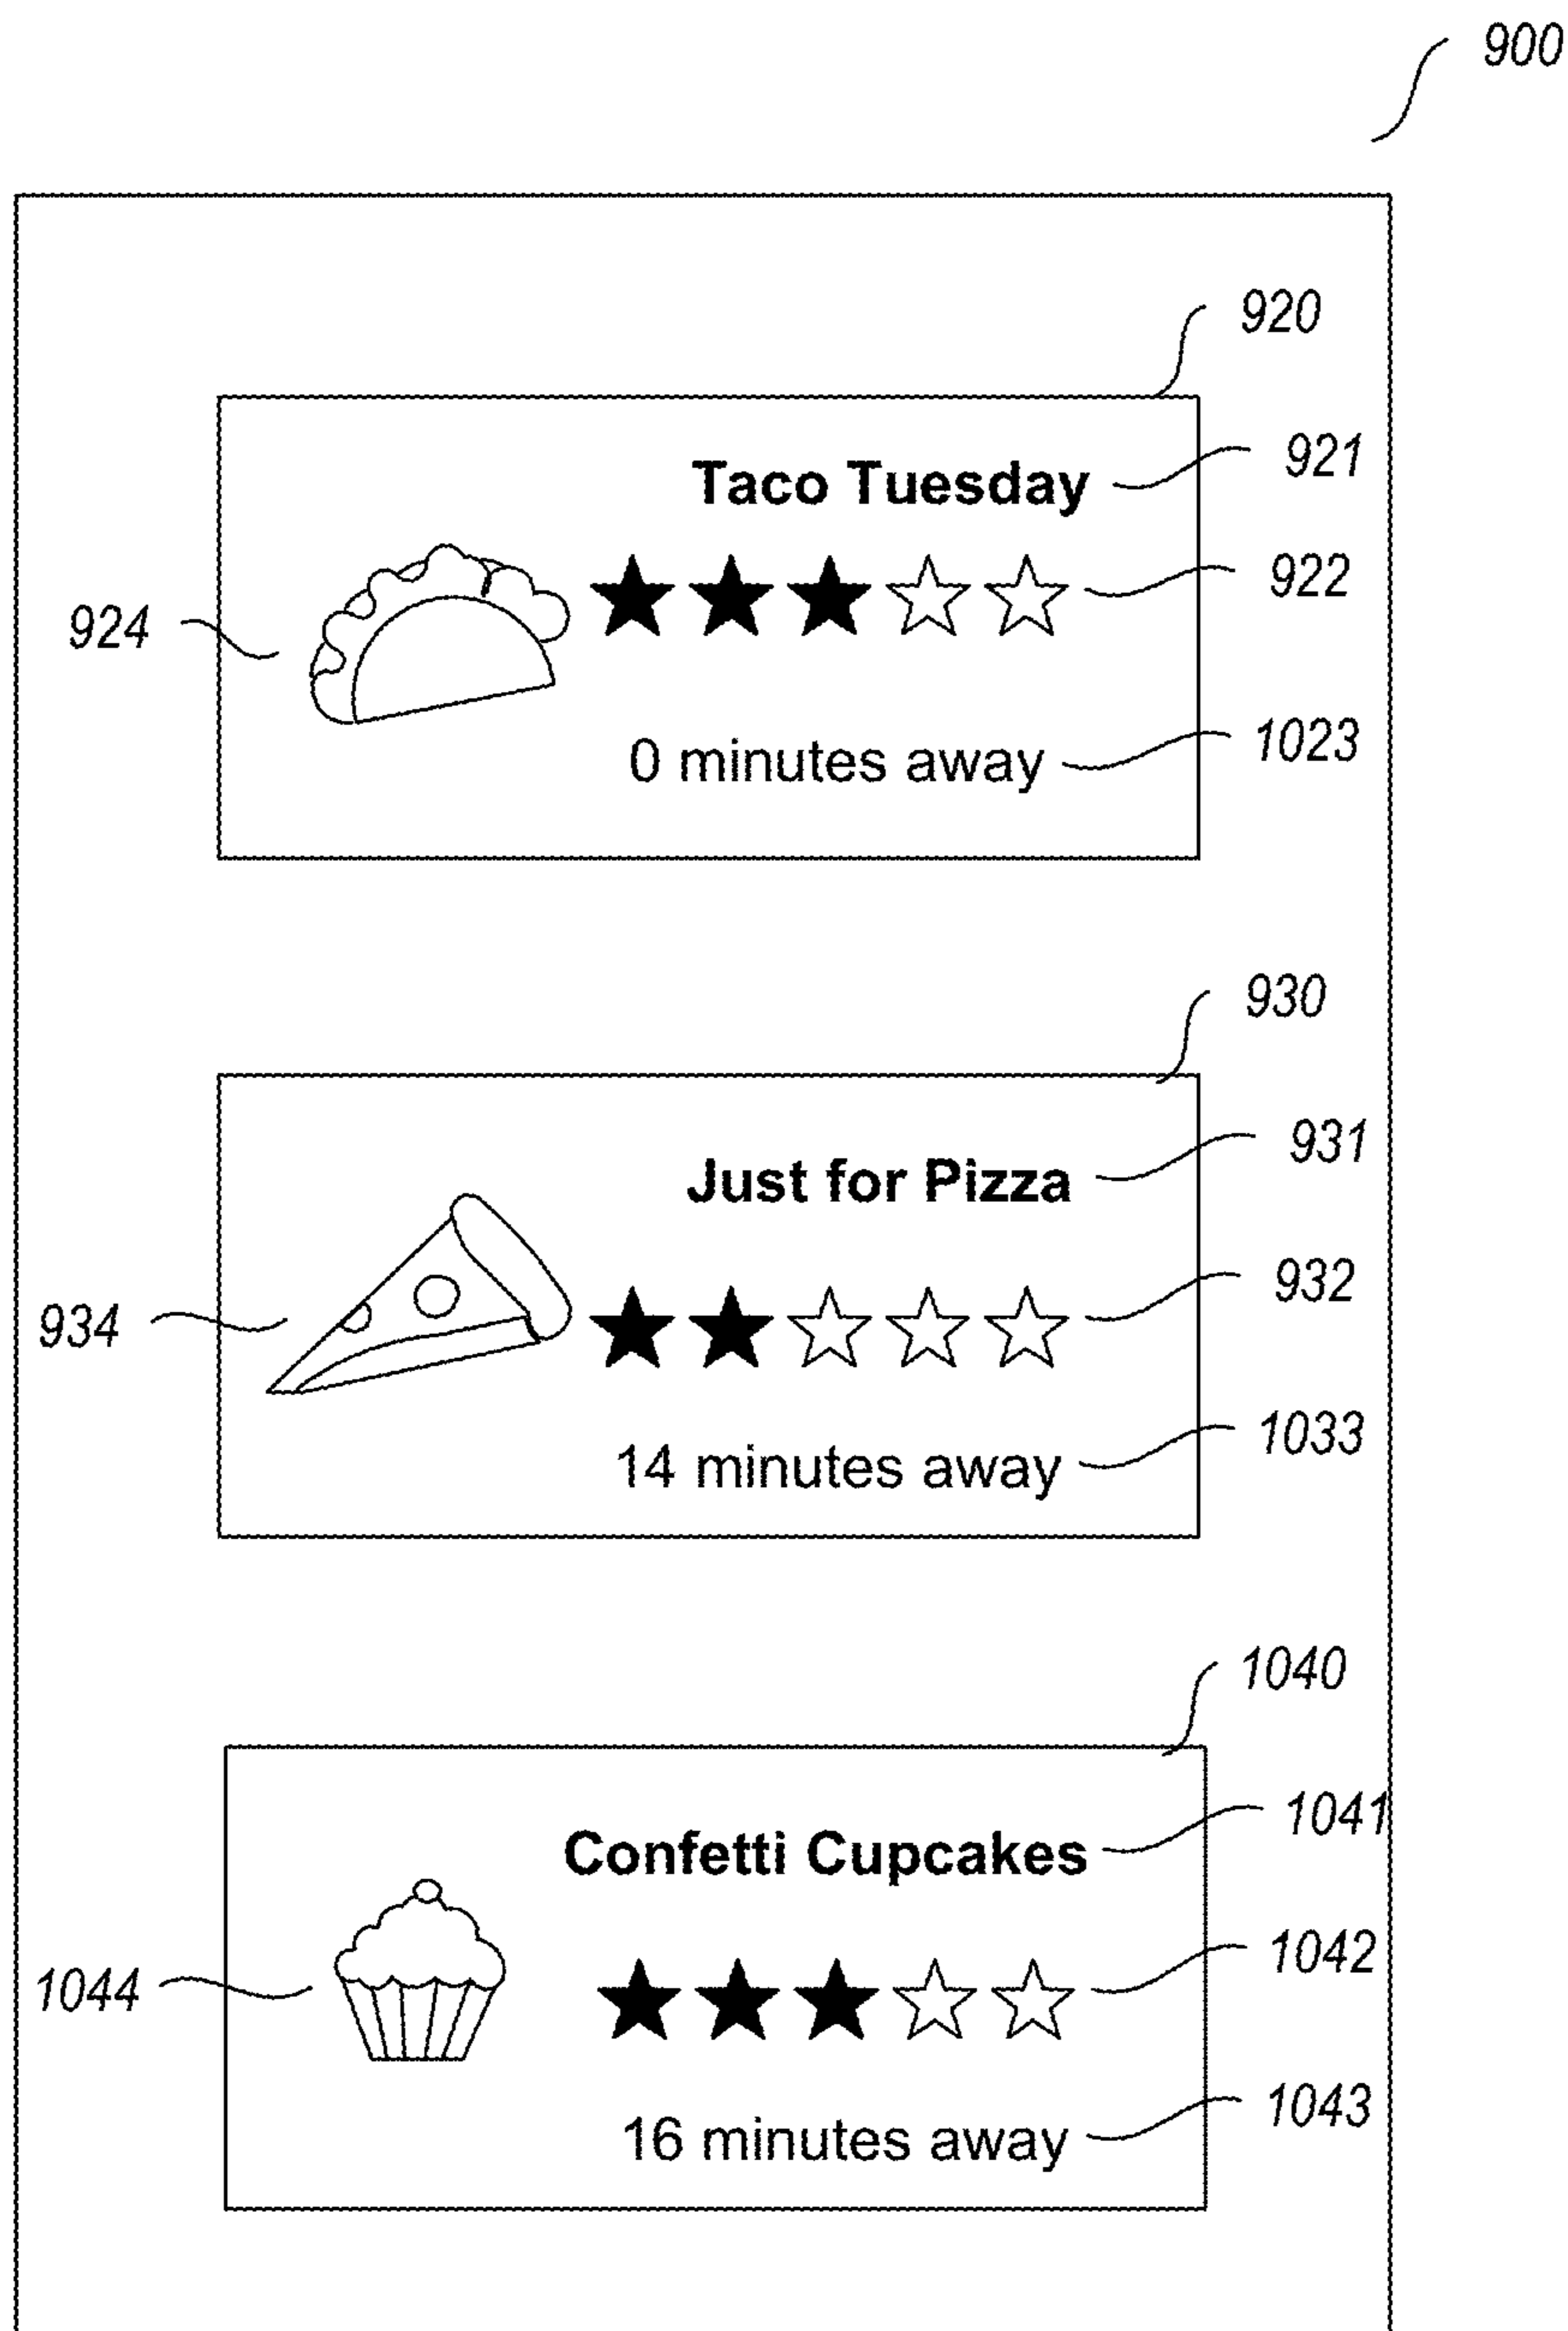 900
920
Taco Tuesday 921
922
924
0 minutes away 1023
930
Just for Pizza 931
932
934
14 minutes away 1033
1040
Confetti Cupcakes 1041
1042
1044
16 minutes away 1043